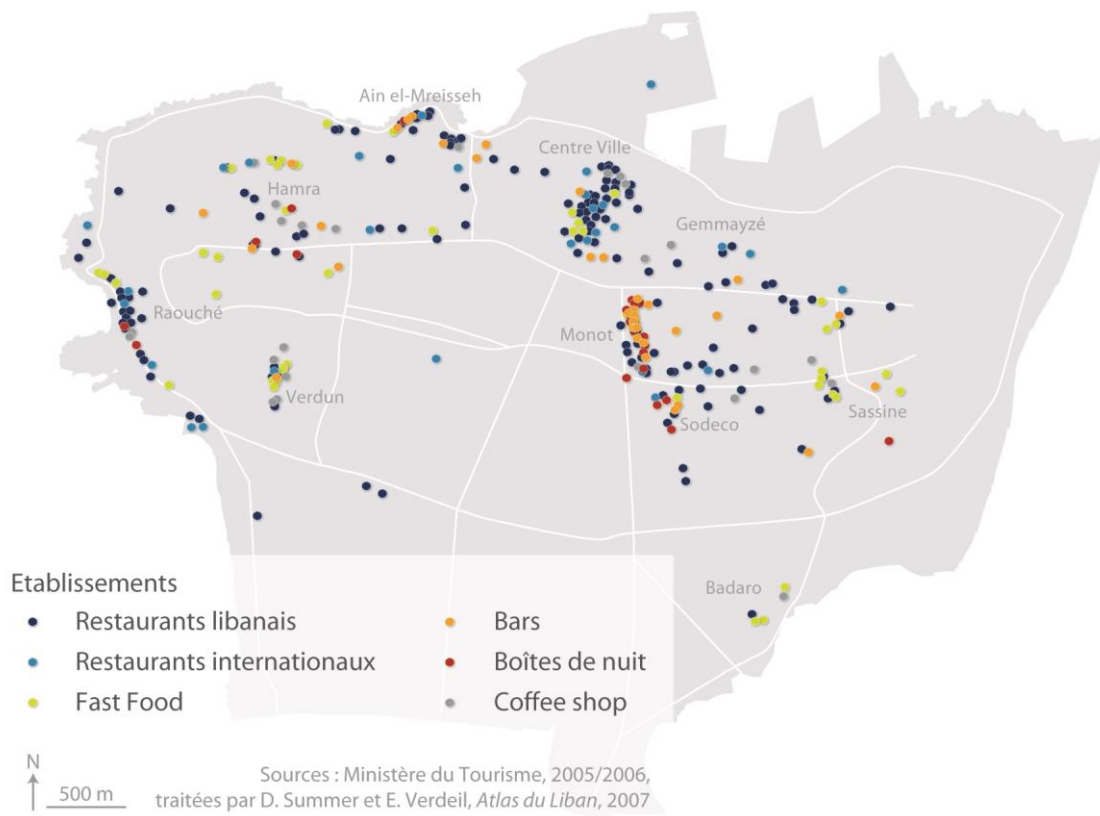 Ain el-Mreisseh
Centre Ville
Hamra
Gemmayzé
Raouché
Monot
Verdun
Sassine
Sodeco
Badaro
Etablissements
Restaurants libanais
Restaurants internationaux
Fast Food
Bars
Boîtes de nuit
Coffee shop
N
500 m
Sources : Ministère du Tourisme, 2005/2006,
traitées par D. Summer et E. Verdeil, Atlas du Liban, 2007